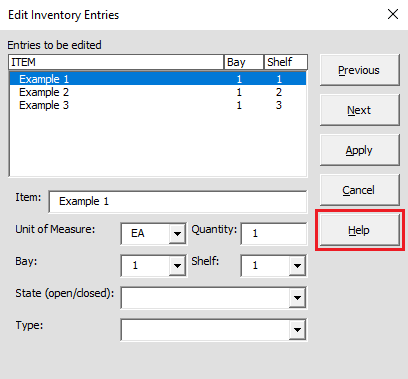 Edit Inventory Entries
Entries to be edited
ITEM Bay Shelf
Example 1 1 1
Example 2 1 2
Example 3 1 3
Previous
Next
Apply
Cancel
Help
Item: Example 1
Unit of Measure: EA Quantity: 1
Bay: 1 Shelf: 1
State (open/closed):
Type: